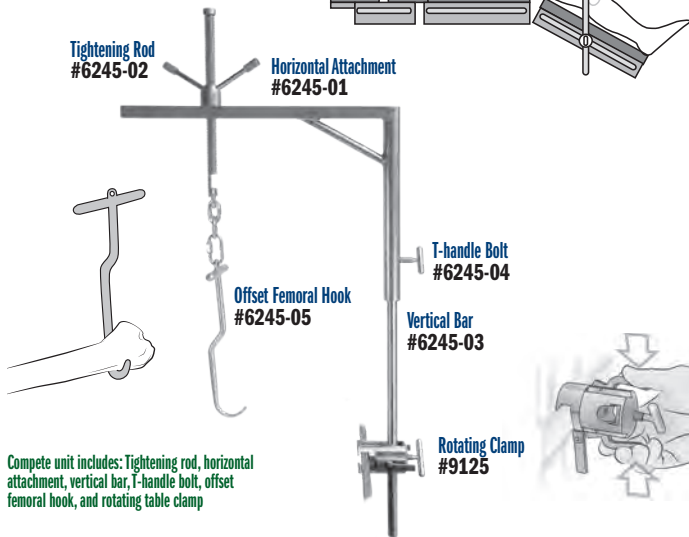 Tightening Rod
#6245-02
Horizontal Attachment
#6245-01
T-handle Bolt
#6245-04
Offset Femoral Hook
#6245-05
Vertical Bar
#6245-03
Rotating Clamp
#9125
Compete unit includes: Tightening rod, horizontal
attachment, vertical bar, T-handle bolt, offset
femoral hook, and rotating table clamp